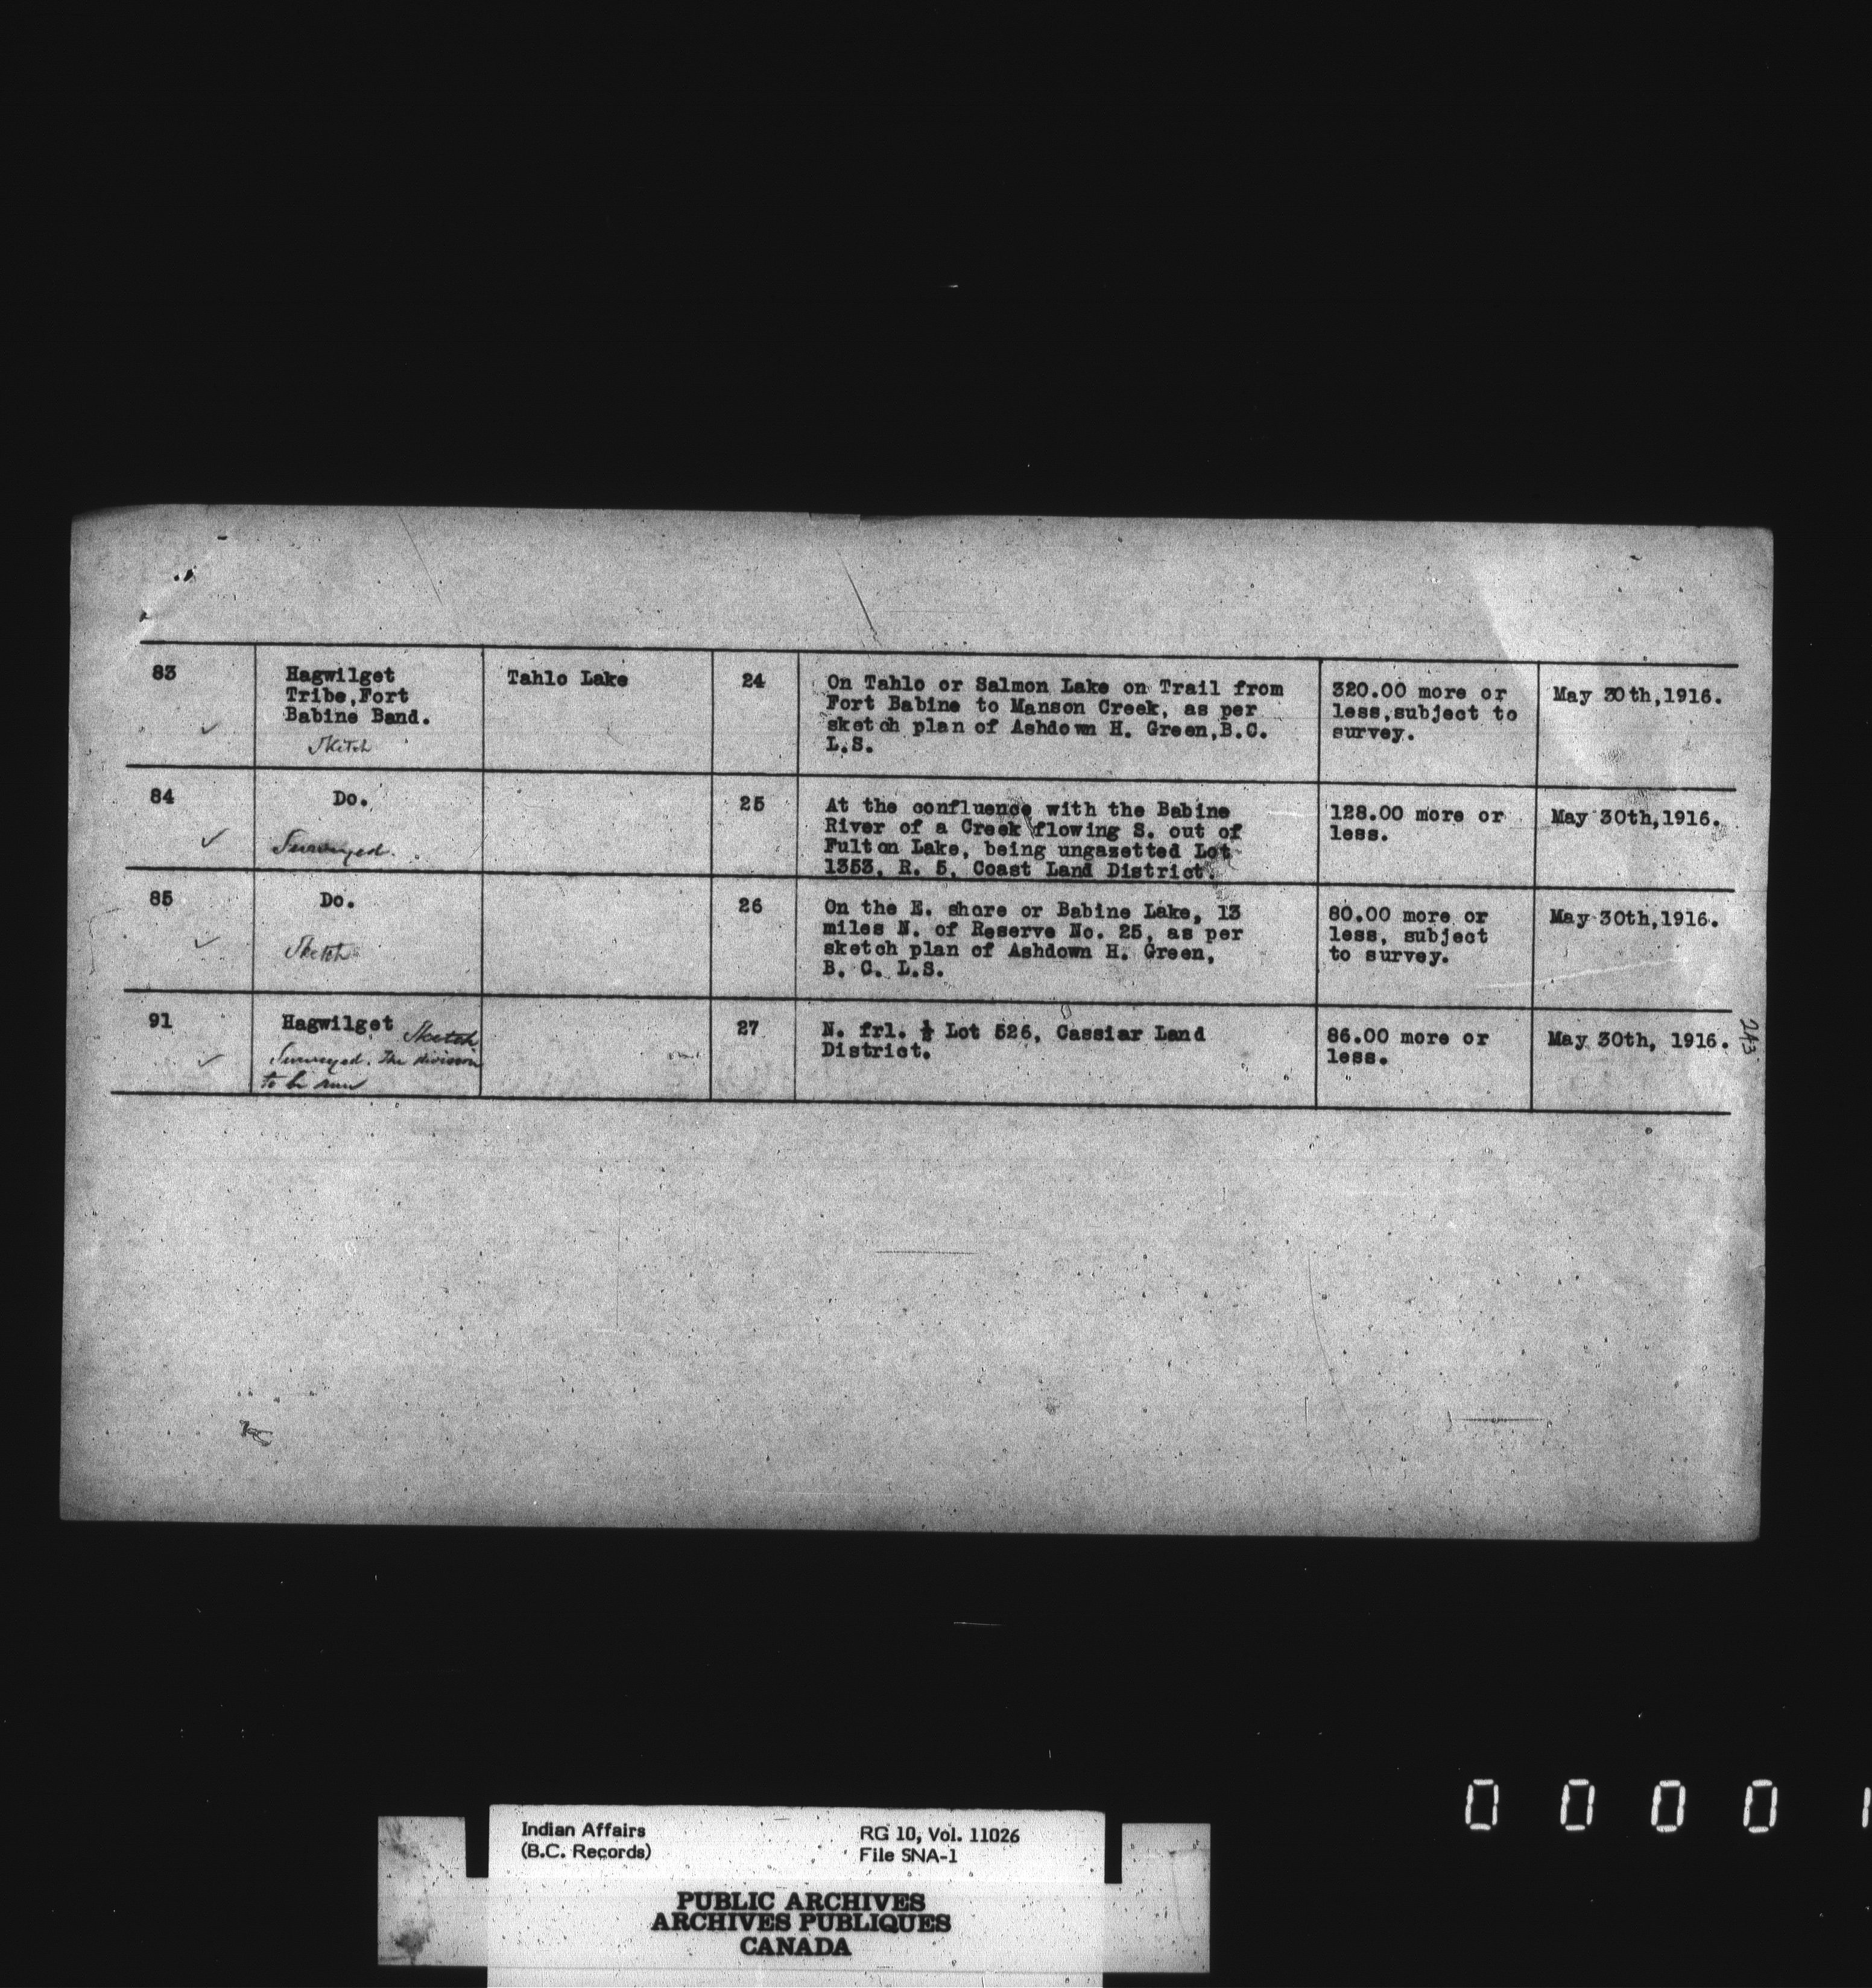 83
Hagwilget
Tribe,Fort
Babine Band.
Sketch
Tahlo Lake
24
On Tahlo or Salmon Lake on Trail from
Fort Babine to Manson Creek, as per
sketch plan of Ashdown H. Green,B.C.
L.S.
320.00 more or
less,subject to
survey.
May 30th,1916.
84
Do.
Surveyed.
25
At the confluence with the Babine
River of a Creek flowing S. out of
Fulton Lake, being ungazetted Lot
1353, R. 5, Coast Land District.
128.00 more or
less.
May 30th,1916.
85
Do.
Sketch
26
On the E. shore or Babine Lake, 13
miles N. of Reserve No. 25, as per
sketch plan of Ashdown H. Green,
B. C. L.S.
80.00 more or
less, subject
to survey.
May 30th,1916.
91
Hagwilget Sketch
Surveyed. The division
to be run
27
N. frl. ½ Lot 526, Cassiar Land
District.
86.00 more or
less.
May 30th, 1916.
0 0 0 0 1
Indian Affairs
(B.C. Records)
RG 10, Vol. 11026
File SNA-1
PUBLIC ARCHIVES
ARCHIVES PUBLIQUES
CANADA